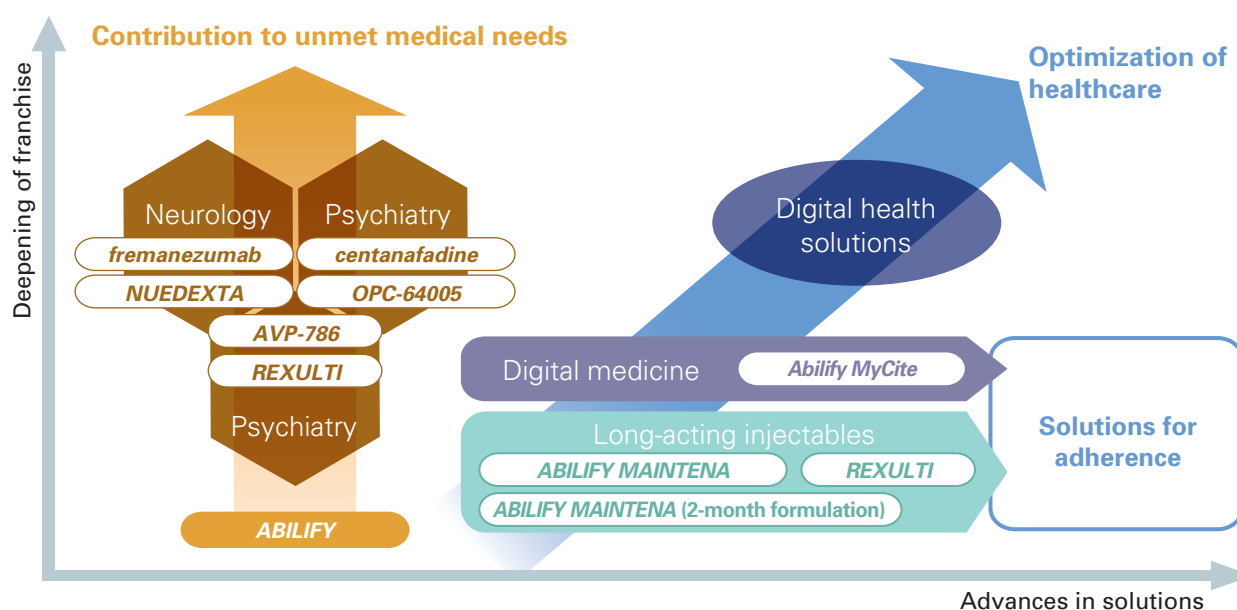 Contribution to unmet medical needs
Deepening of franchise
Neurology
Psychiatry
fremanezumab
centanafadine
NUEDEXTA
OPC-64005
AVP-786
REXULTI
Psychiatry
ABILIFY
Optimization of
healthcare
Digital health
solutions
Digital medicine
Abilify MyCite
Long-acting injectables
ABILIFY MAINTENA
REXULTI
ABILIFY MAINTENA (2-month formulation)
Solutions for
adherence
Advances in solutions